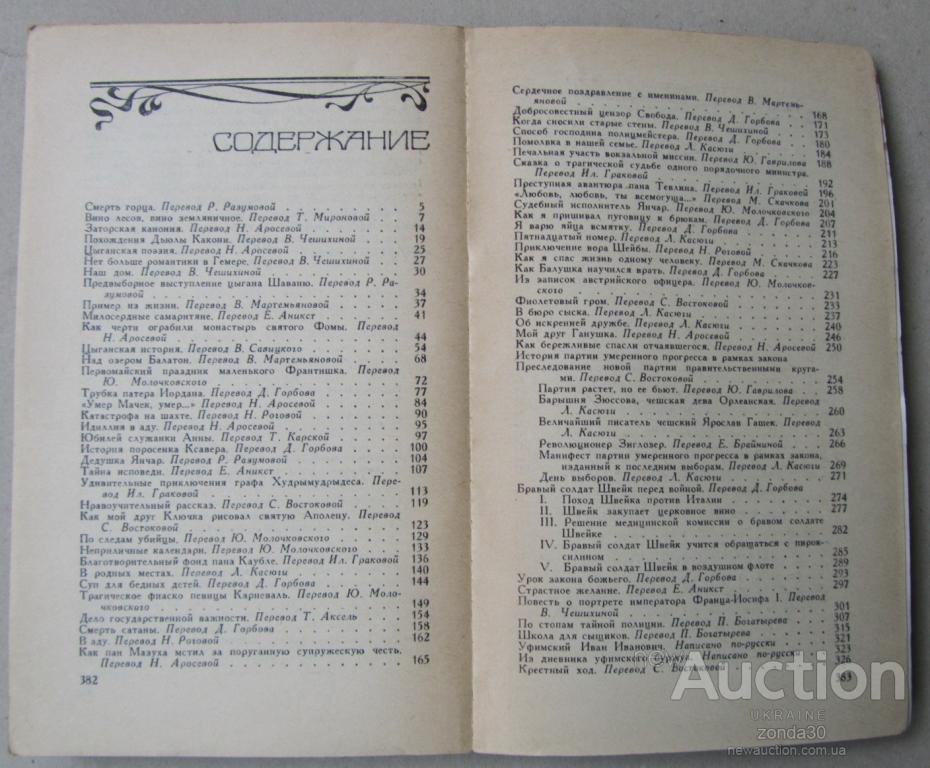 СОДЕРЖАНИЕ
Смерть горца. Перевод Р. Разумовой . . . 5
Вино лесов, вино земляничное. Перевод Т. Мироновой . 7
Заторская канония. Перевод Н. Аросевой . . . 14
Похождения Дьюлы Какони. Перевод В. Чешихиной . . 19
Цыганская поэзия. Перевод Н. Аросевой . . . 25
Нет больше романтики в Гемере. Перевод В. Чешихиной . 27
Наш дом. Перевод В. Чешихиной . . . 30
Предвыборное выступление цыгана Шаваню. Перевод Р. Ра-
зумовой . . . 34
Пример из жизни. Перевод В. Мартемьяновой . . . 37
Милосердные самаритяне. Перевод Е. Аникст . . . 41
Как черти ограбили монастырь святого Фомы. Перевод
Н. Аросевой . . . 44
Цыганская история. Перевод В. Савицкого . . . 54
Над озером Балатон. Перевод В. Мартемьяновой . . . 68
Первомайский праздник маленького Франтишка. Перевод
Ю. Молочковского . . . 72
Трубка патера Иордана. Перевод Д. Горбова . . . 77
«Умер Мачек, умер...» Перевод Н. Аросевой . . . 84
Катастрофа на шахте. Перевод Н. Роговой . . . 90
Идиллия в аду. Перевод Н. Аросевой . . . 95
Юбилей служанки Анны. Перевод Т. Карской . . . 97
История поросенка Ксавера. Перевод Д. Горбова . . . 100
Дедушка Янчар. Перевод Р. Разумовой . . . 104
Тайна исповеди. Перевод Е. Аникст . . . 107
Удивительные приключения графа Худрымудрыдеса. Пере-
вод Ил. Граковой . . . 113
Нравоучительный рассказ. Перевод С. Востоковой . . . 119
Как мой друг Ключка рисовал святую Аполену. Перевод
С. Востоковой . . . 123
По следам убийцы. Перевод Ю. Молочковского . . . 129
Неприличные календари. Перевод Ю. Молочковского . . . 133
Благотворительный фонд пана Каубле. Перевод Ил. Граковой 136
В родных местах. Перевод Л. Касюги . . . 140
Суп для бедных детей. Перевод Д. Горбова . . . 144
Трагическое фиаско певицы Карневаль. Перевод Ю. Моло-
чковского . . . 149
Дело государственной важности. Перевод Т. Аксель . . . 154
Смерть сатаны. Перевод Д. Горбова . . . 158
В аду. Перевод Н. Роговой . . . 162
Как пан Мазуха мстил за поруганную супружескую честь.
Перевод Н. Аросевой . . . 165
382
Сердечное поздравление с именинами. Перевод В. Мартемь-
яновой . . . 168
Добросовестный цензор Свобода. Перевод Д. Горбова . . . 171
Когда сносили старые стены. Перевод В. Чешихиной . . . 173
Способ господина полицмейстера. Перевод Д. Горбова . . . 180
Помолвка в нашей семье. Перевод Л. Касюги . . . 184
Печальная участь вокзальной миссии. Перевод Ю. Гаврилова . 188
Сказка о трагической судьбе одного порядочного министра.
Перевод Ил. Граковой . . . 192
Преступная авантюра пана Тевлина. Перевод Ил. Граковой 196
«Любовь, любовь, ты всемогуща...» Перевод М. Скачкова . 201
Судебный исполнитель Янчар. Перевод Ю. Молочковского . 204
Как я пришивал пуговицу к брюкам. Перевод Д. Горбова 207
Я варю яйца всмятку. Перевод Д. Горбова . . . 211
Пятнадцатый номер. Перевод Л. Касюги . . . 213
Приключение вора Шейбы. Перевод Н. Роговой . . . 216
Как я спас жизнь одному человеку. Перевод М. Скачкова . 223
Как Балушка научился врать. Перевод Д. Горбова . . . 227
Из записок австрийского офицера. Перевод Ю. Молочков-
ского . . . 231
Фиолетовый гром. Перевод С. Востоковой . . . 233
В бюро сыска. Перевод Л. Касюги . . . 237
Об искренней дружбе. Перевод Л. Касюги . . . 240
Мой друг Ганушка. Перевод Н. Аросевой . . . 246
Как бережливые спасли отчаявшегося. Перевод Н. Аросевой 250
История партии умеренного прогресса в рамках закона
Преследование новой партии правительственными круга-
ми. Перевод С. Востоковой . . . 254
Партия растет, но ее бьют. Перевод Ю. Гаврилова . . 258
Барышня Зюссова, чешская дева Орлеанская. Перевод
Л. Касюги . . . 260
Величайший писатель чешский Ярослав Гашек. Перевод
Л. Касюги . . . 263
Революционер Зиглозер. Перевод Е. Брайниной . . . 266
Манифест партии умеренного прогресса в рамках закона,
изданный к последним выборам. Перевод Л. Касюги . 269
День выборов. Перевод Л. Касюги . . . 271
Бравый солдат Швейк перед войной. Перевод Д. Горбова
I. Поход Швейка против Италии . . . 274
II. Швейк закупает церковное вино . . . 277
III. Решение медицинской комиссии о бравом солдате
Швейке . . . 282
IV. Бравый солдат Швейк учится обращаться с пирок-
силином . . . 285
V. Бравый солдат Швейк в воздушном флоте . . . 289
Урок закона божьего. Перевод Д. Горбова . . . 293
Страстное желание. Перевод Е. Аникст . . . 297
Повесть о портрете императора Франца-Иосифа I. Перевод
В. Чешихиной . . . 301
По стопам тайной полиции. Перевод П. Богатырева . . . 307
Школа для сыщиков. Перевод П. Богатырева . . . 315
Уфимский Иван Иванович. Написано по-русски . . . 321
Из дневника уфимского буржуя. Написано по-русски . . . 323
Крестный ход. Перевод С. Востоковой . . . 326
383
Auction
UKRAINE
zonda30
newauction.com.ua